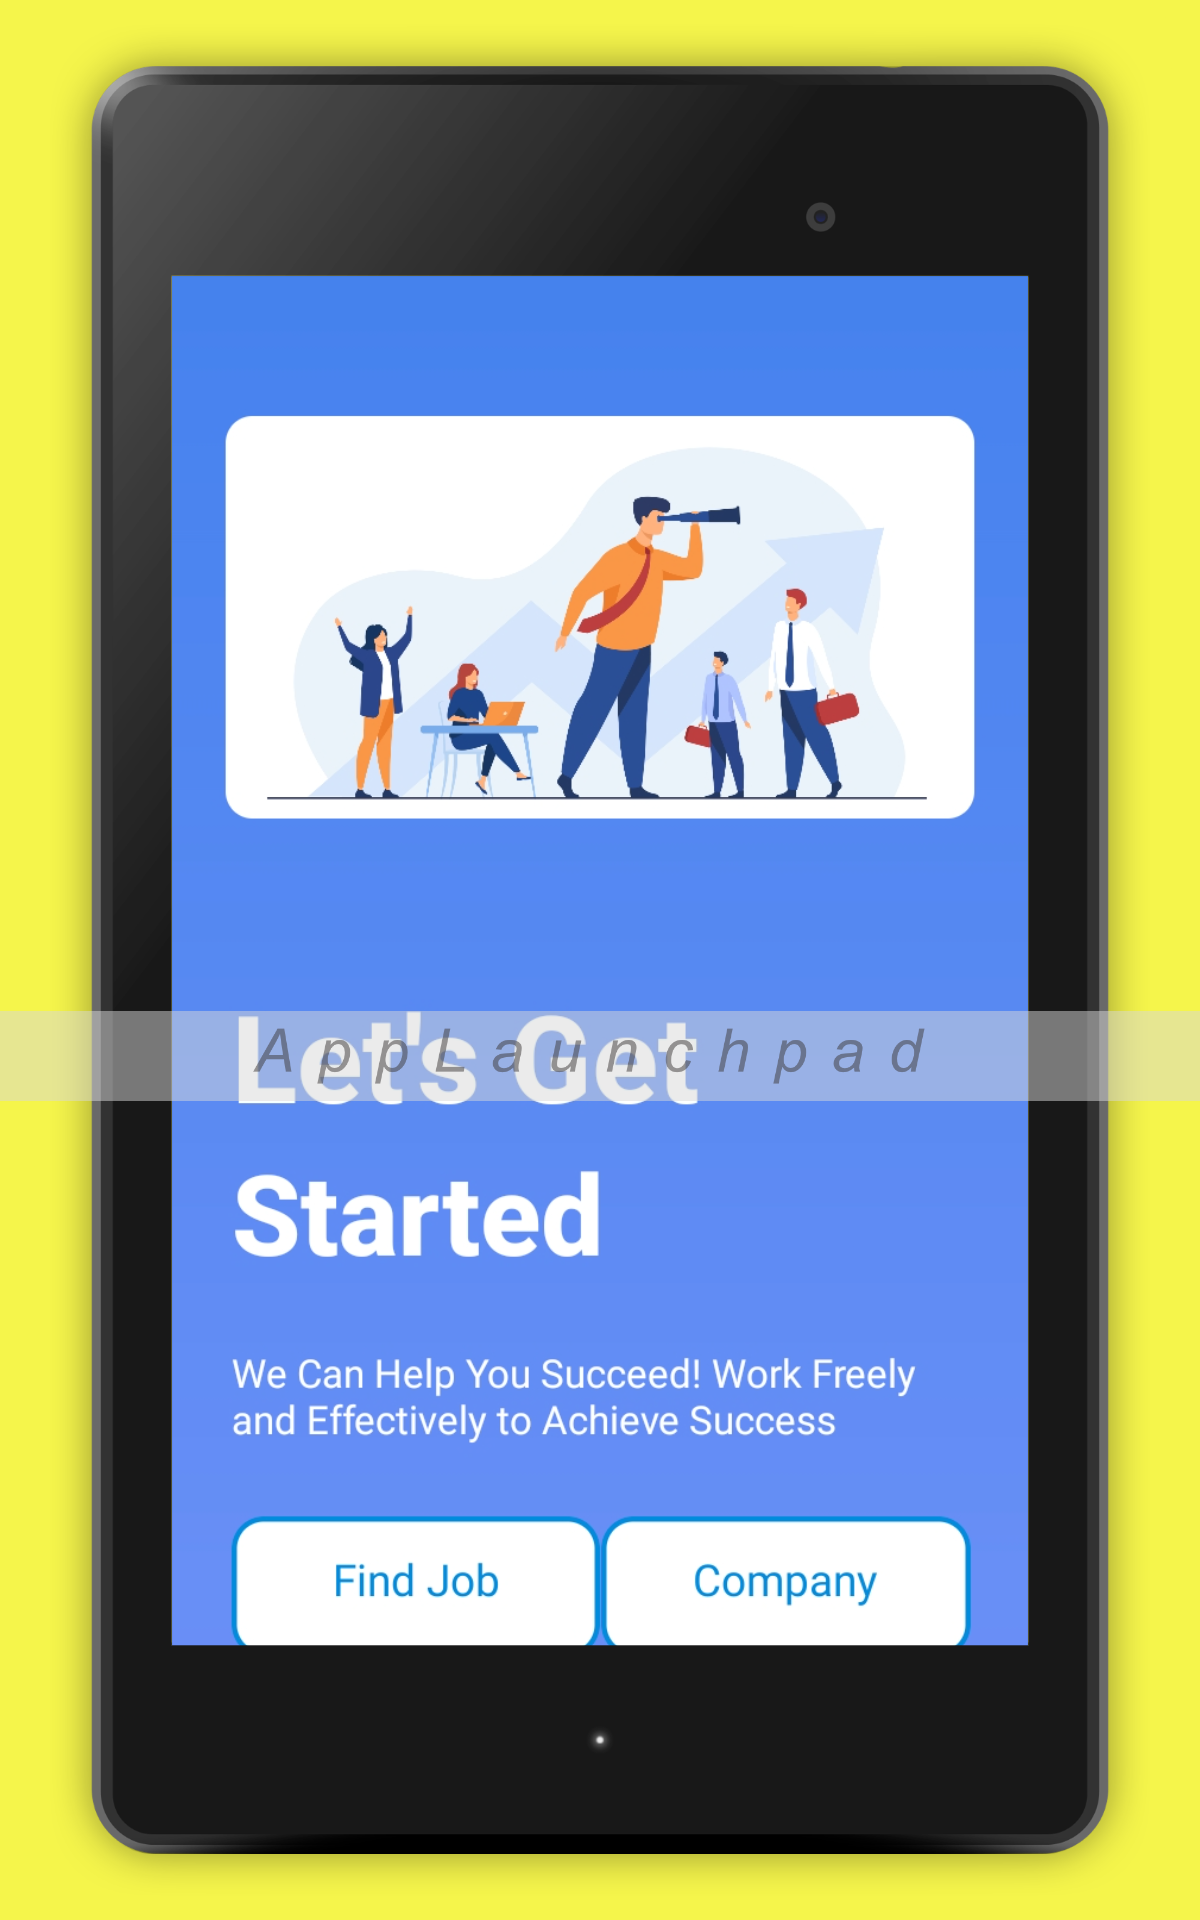 Let's Get
AppLaunchpad
Started
We Can Help You Succeed! Work Freely
and Effectively to Achieve Success
Find Job
Company